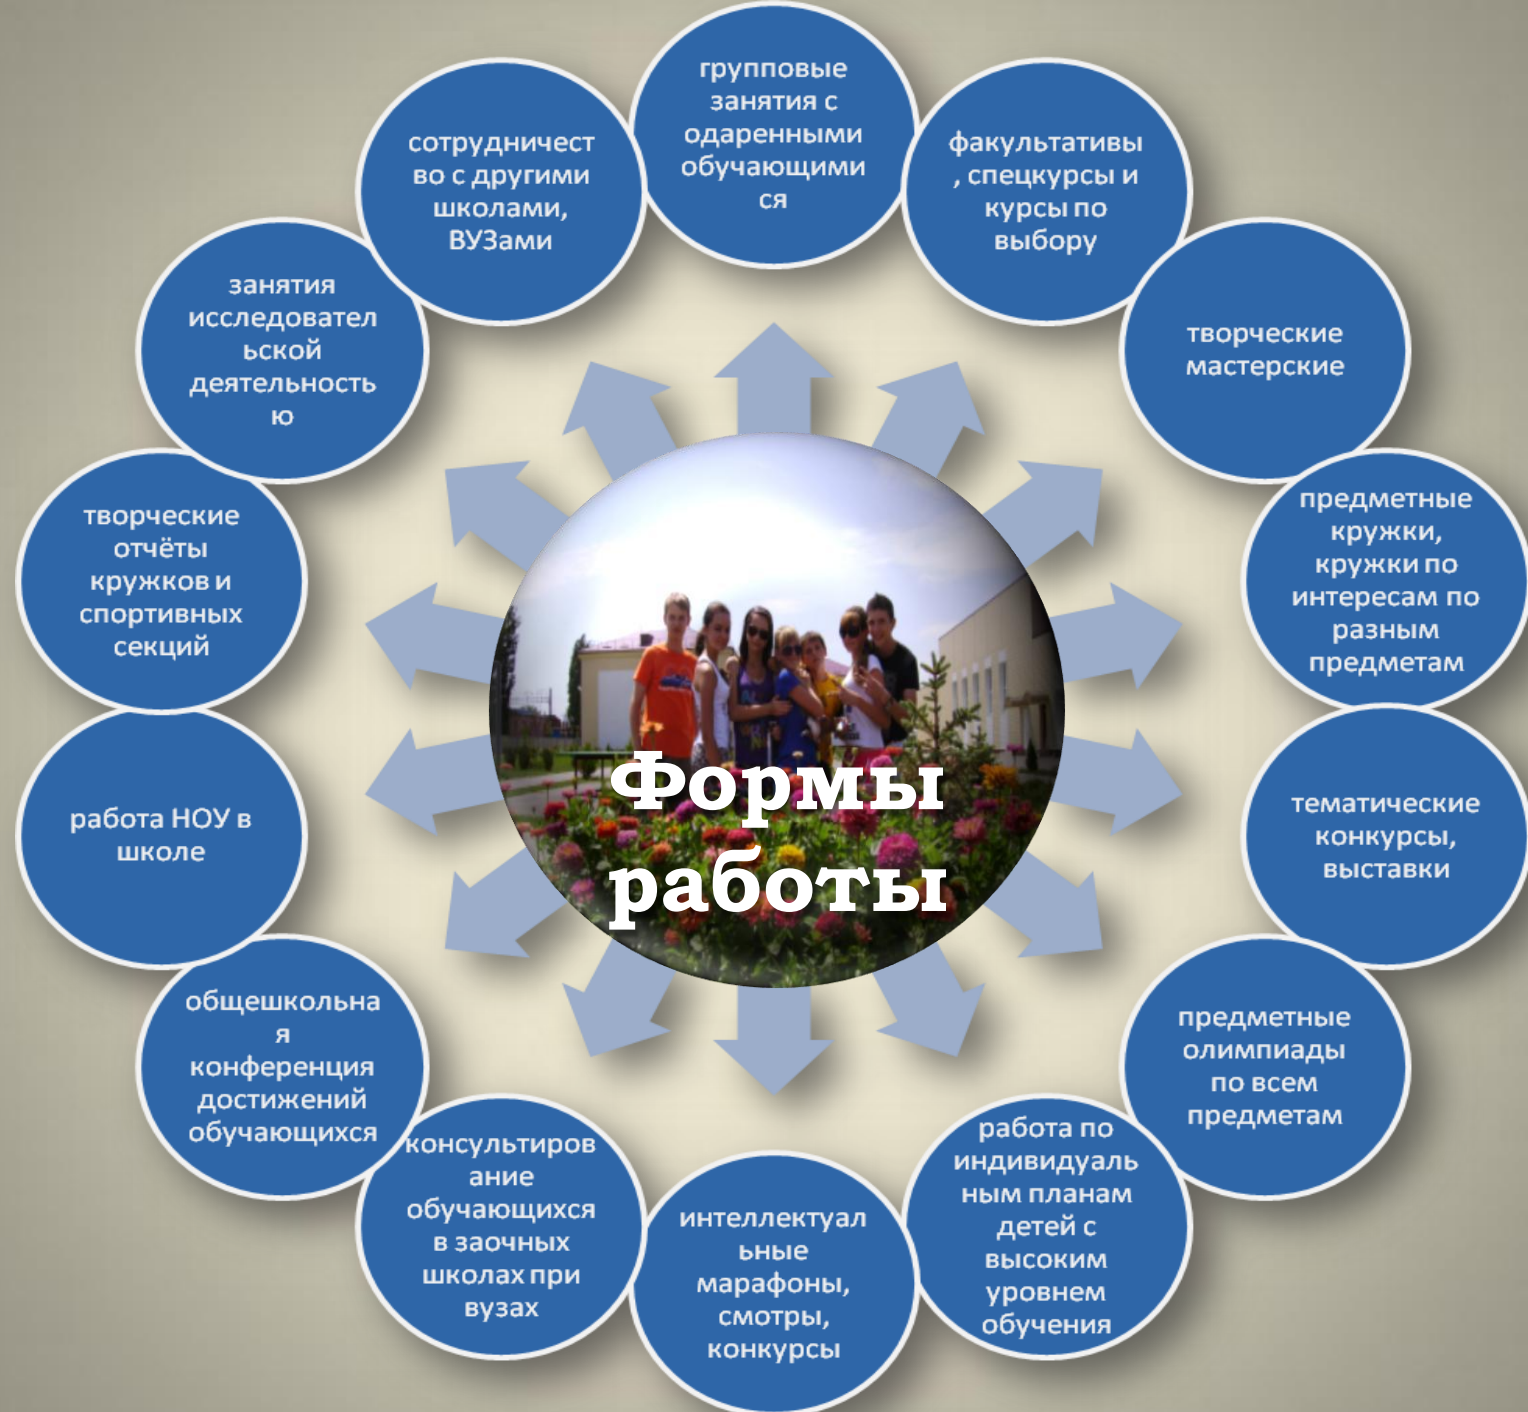 групповые
занятия с
одаренными
обучающими
ся
факультативы
, спецкурсы и
курсы по
выбору
творческие
мастерские
предметные
кружки,
кружки по
интересам по
разным
предметам
тематические
конкурсы,
выставки
предметные
олимпиады
по всем
предметам
работа по
индивидуаль
ным планам
детей с
высоким
уровнем
обучения
интеллектуал
ьные
марафоны,
смотры,
конкурсы
консультиров
ание
обучающихся
в заочных
школах при
вузах
общешкольна
я
конференция
достижений
обучающихся
работа НОУ в
школе
творческие
отчёты
кружков и
спортивных
секций
занятия
исследовател
ьской
деятельность
ю
сотрудничест
во с другими
школами,
ВУЗами
Формы
работы